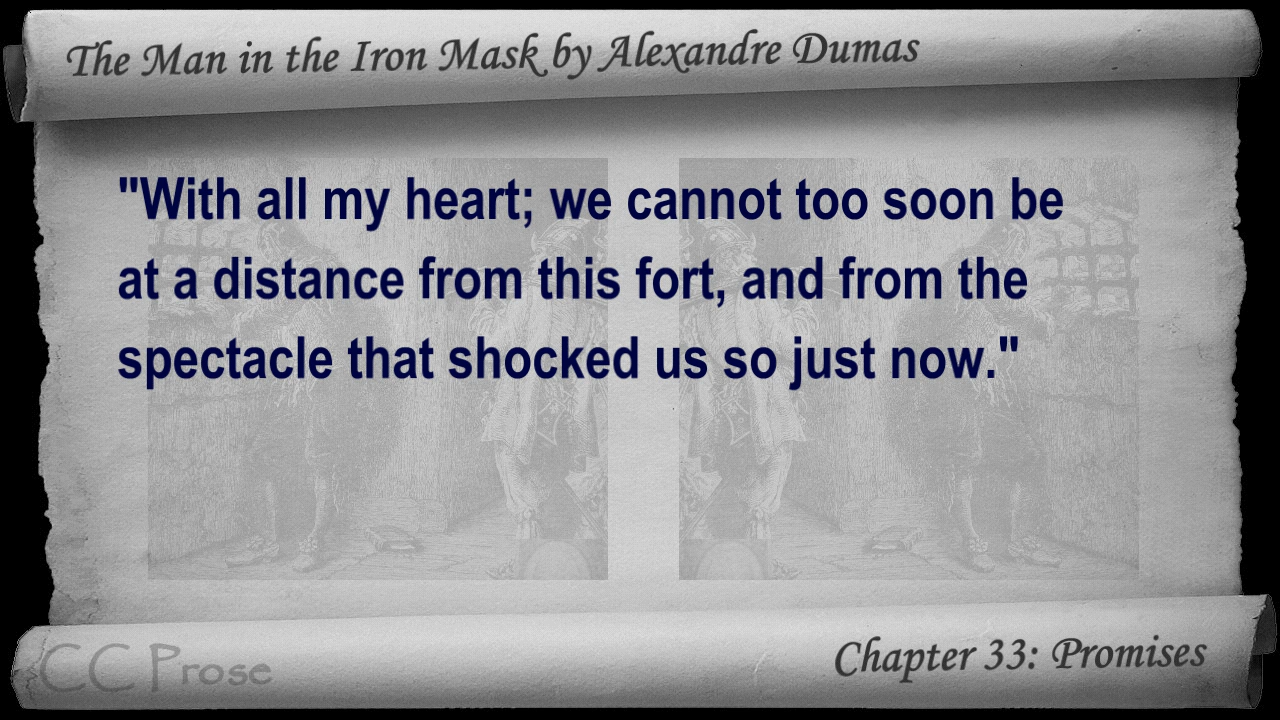 The Man in the Iron Mask by Alexandre Dumas
"With all my heart; we cannot too soon be
at a distance from this fort, and from the
spectacle that shocked us so just now."
CC Prose
Chapter 33: Promises